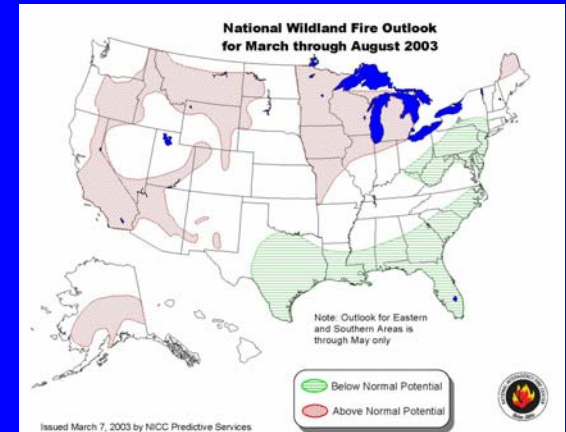 National Wildland Fire Outlook
for March through August 2003
Note: Outlook for Eastern
and Southern Areas is
through May only
Below Normal Potential
Above Normal Potential
Issued March 7, 2003 by NICC Predictive Services